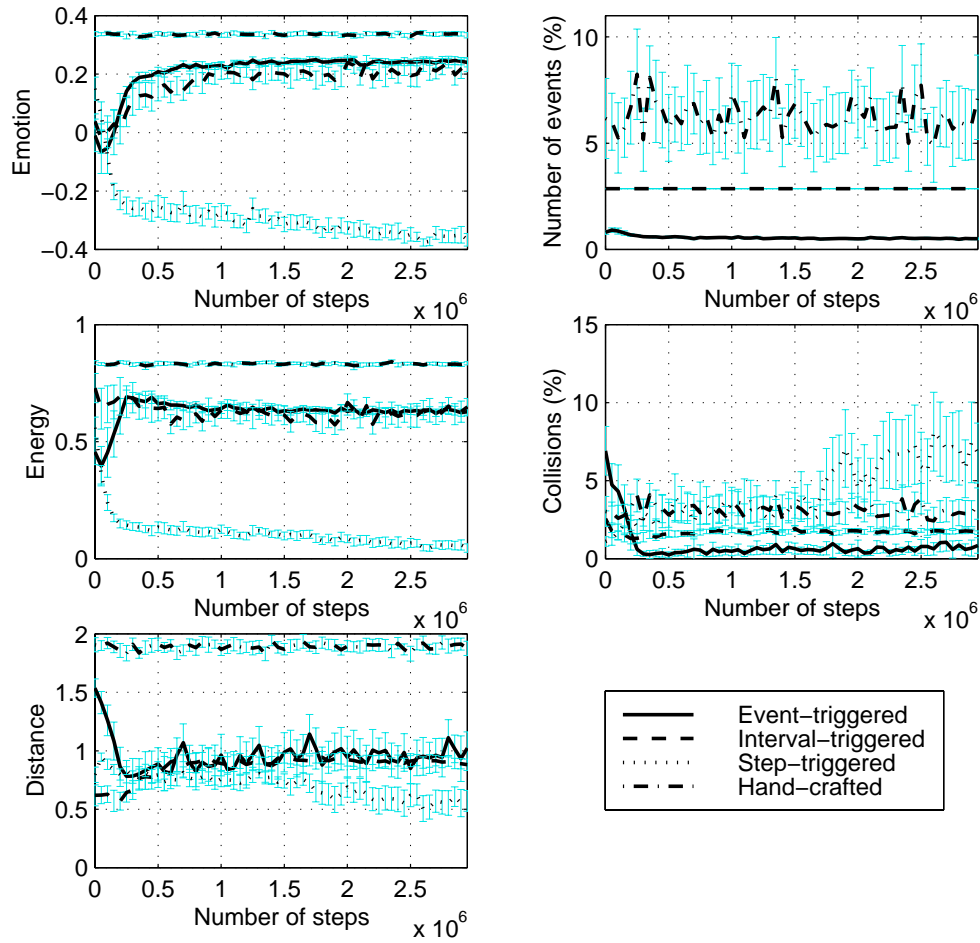 0.4
0.2
0
−0.2
−0.4
Emotion
0 0.5 1 1.5 2 2.5
Number of steps
x 10^6
10
5
0
Number of events (%)
0 0.5 1 1.5 2 2.5
Number of steps
x 10^6
1
0.5
0
Energy
0 0.5 1 1.5 2 2.5
Number of steps
x 10^6
15
10
5
0
Collisions (%)
0 0.5 1 1.5 2 2.5
Number of steps
x 10^6
2
1.5
1
0.5
0
Distance
0 0.5 1 1.5 2 2.5
Number of steps
x 10^6
Event−triggered
Interval−triggered
Step−triggered
Hand−crafted